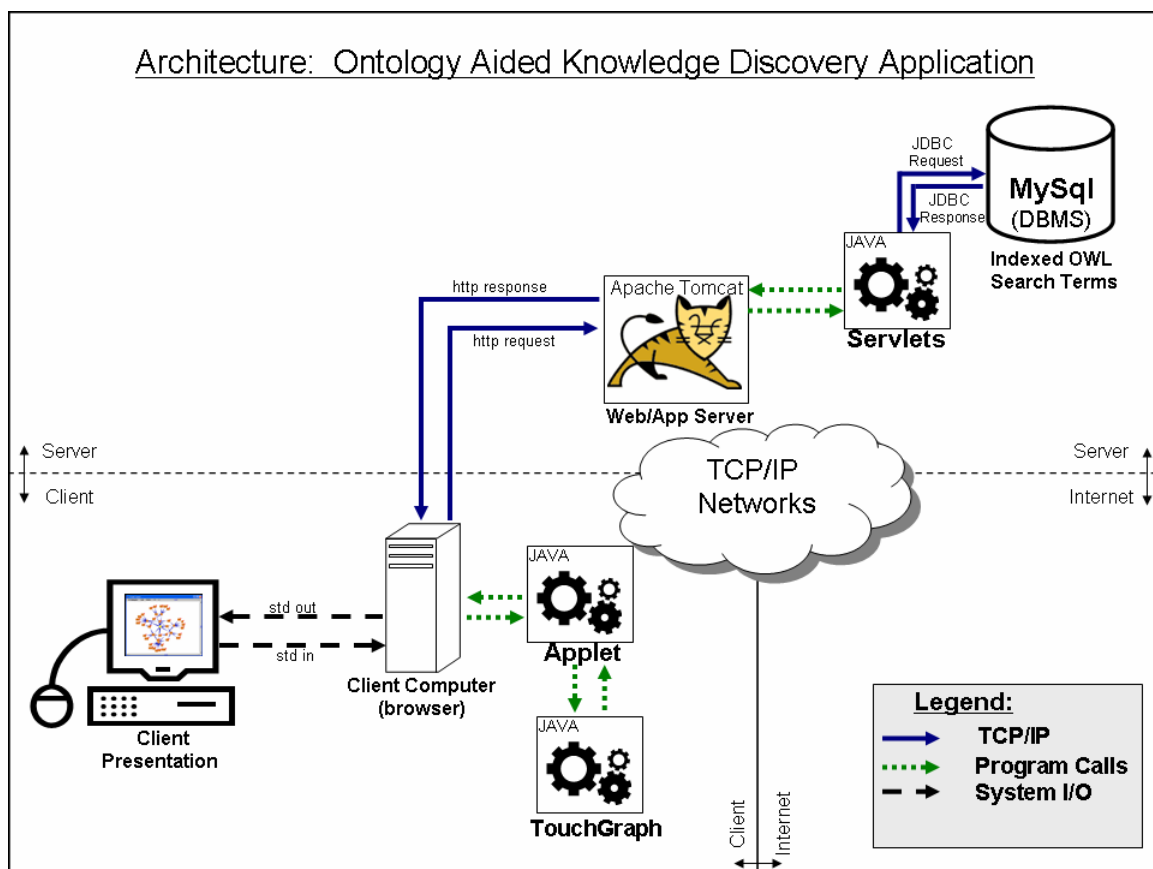 Architecture:  Ontology Aided Knowledge Discovery Application
JDBC
Request
MySql
(DBMS)
JDBC
Response
Indexed OWL
Search Terms
JAVA
Servlets
Apache Tomcat
Web/App Server
http response
http request
Server
Client
Server
Internet
TCP/IP
Networks
JAVA
Applet
std out
std in
Client Computer
(browser)
Client
Presentation
JAVA
TouchGraph
Client
Internet
Legend:
TCP/IP
Program Calls
System I/O